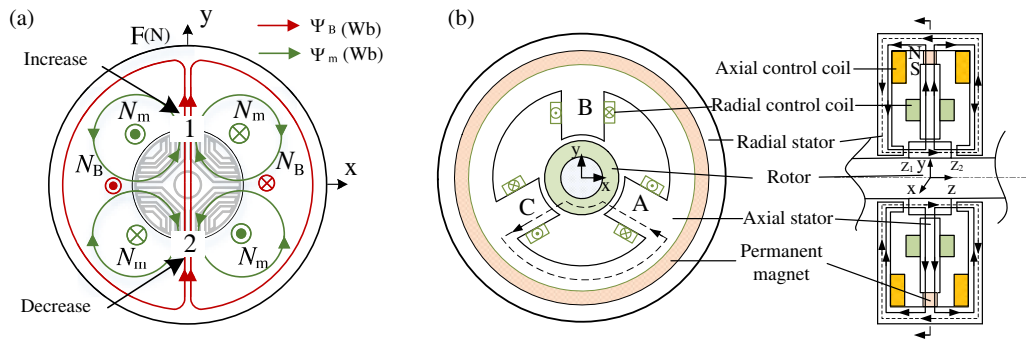 (a)
y
F(N)
Ψ_B (Wb)
Ψ_m (Wb)
Increase
N_m
N_m
1
N_B
N_B
x
2
N_m
N_m
Decrease
(b)
B
y
x
C
A
Axial control coil
Radial control coil
Radial stator
Rotor
Axial stator
Permanent magnet
N
S
z₁
y
z₂
x
z